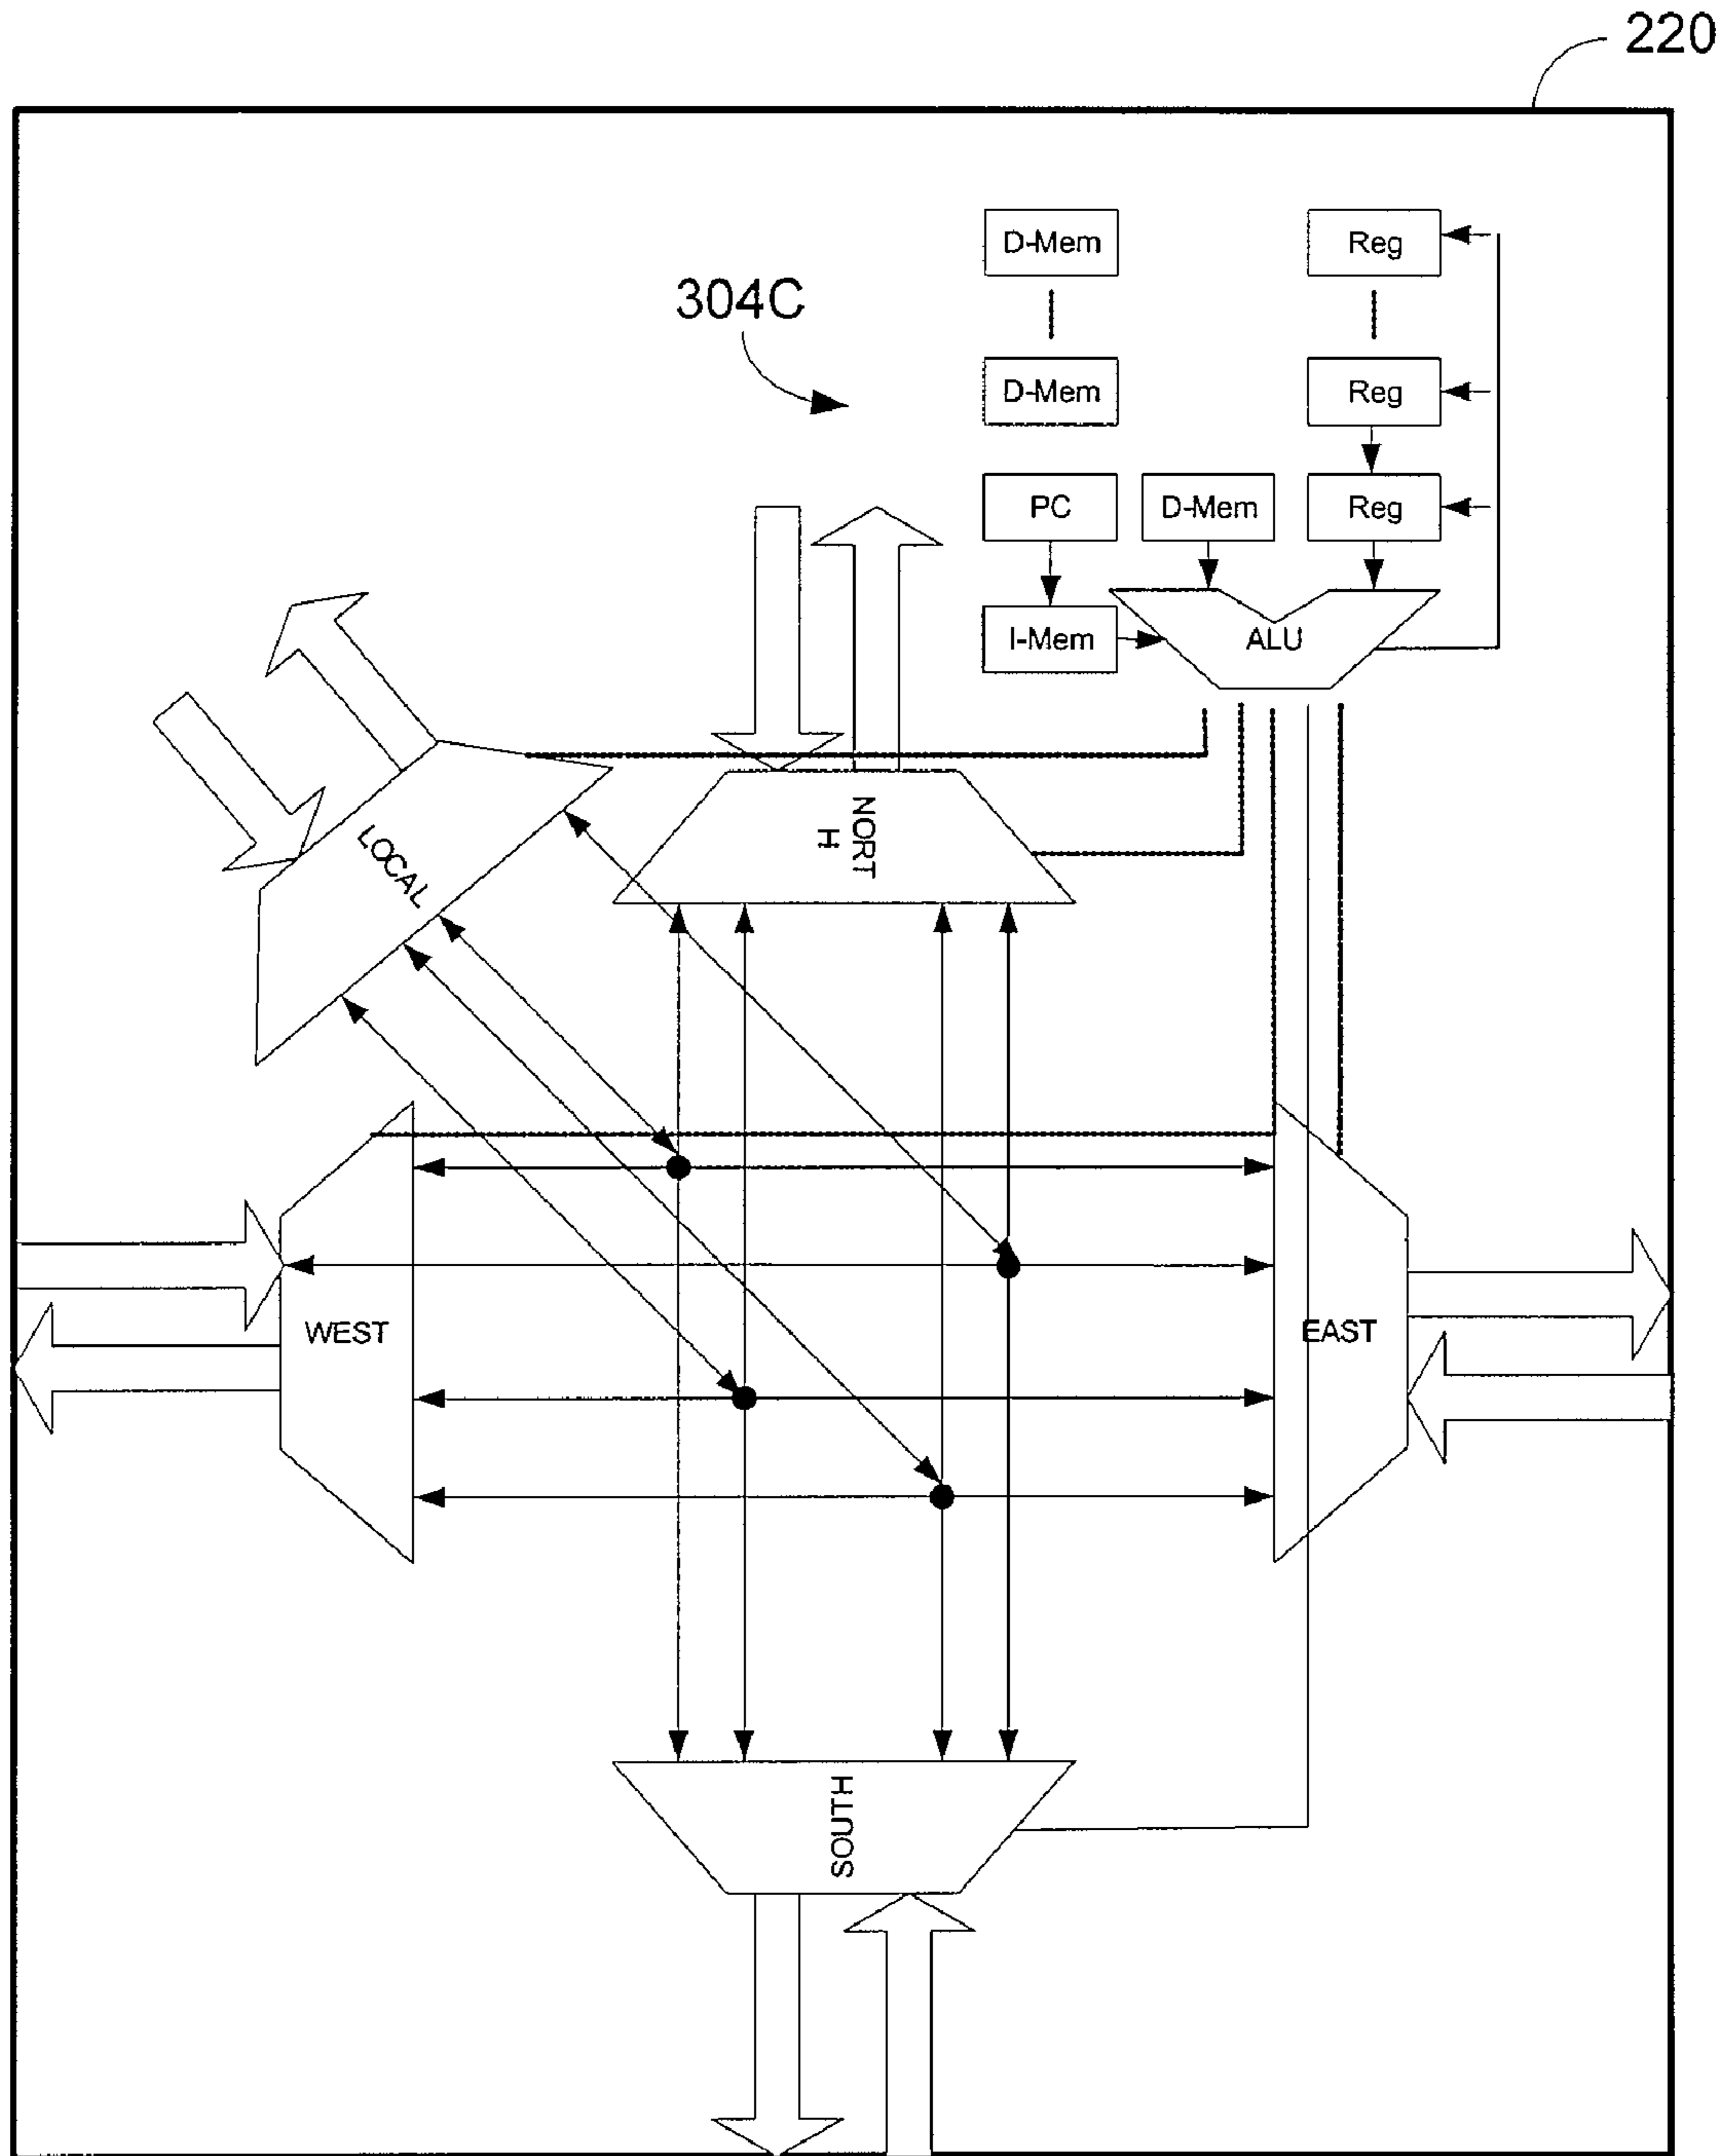 220
D-Mem
Reg
304C
D-Mem
Reg
PC
D-Mem
Reg
I-Mem
ALU
NORT
H
LOCAL
WEST
EAST
SOUTH